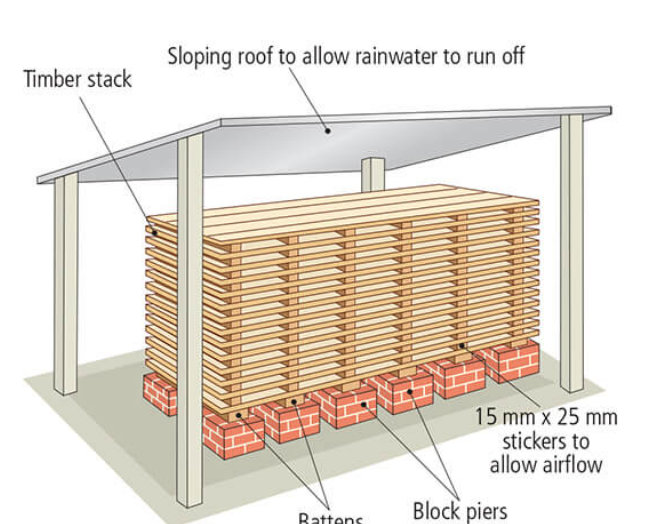 Sloping roof to allow rainwater to run off
Timber stack
15 mm x 25 mm
stickers to
allow airflow
Block piers
Battens